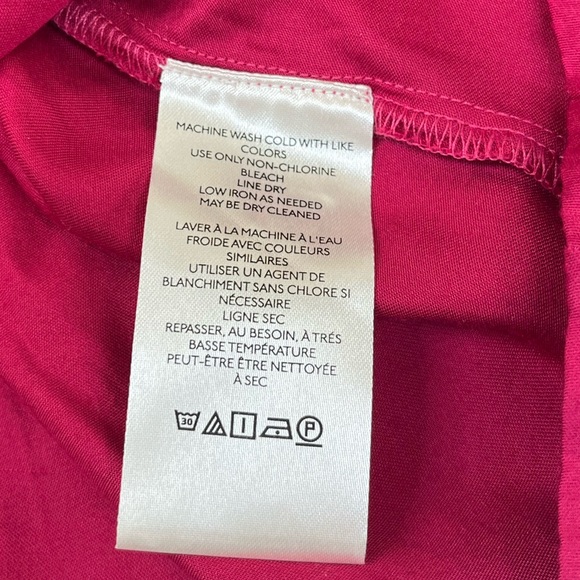 MACHINE WASH COLD WITH LIKE
COLORS
USE ONLY NON-CHLORINE
BLEACH
LINE DRY
LOW IRON AS NEEDED
MAY BE DRY CLEANED
LAVER À LA MACHINE À L'EAU
FROIDE AVEC COULEURS
SIMILAIRES
UTILISER UN AGENT DE
BLANCHIMENT SANS CHLORE SI
NÉCESSAIRE
LIGNE SEC
REPASSER, AU BESOIN, À TRÉS
BASSE TEMPÉRATURE
PEUT-ÊTRE ÊTRE NETTOYÉE
À SEC
30 P